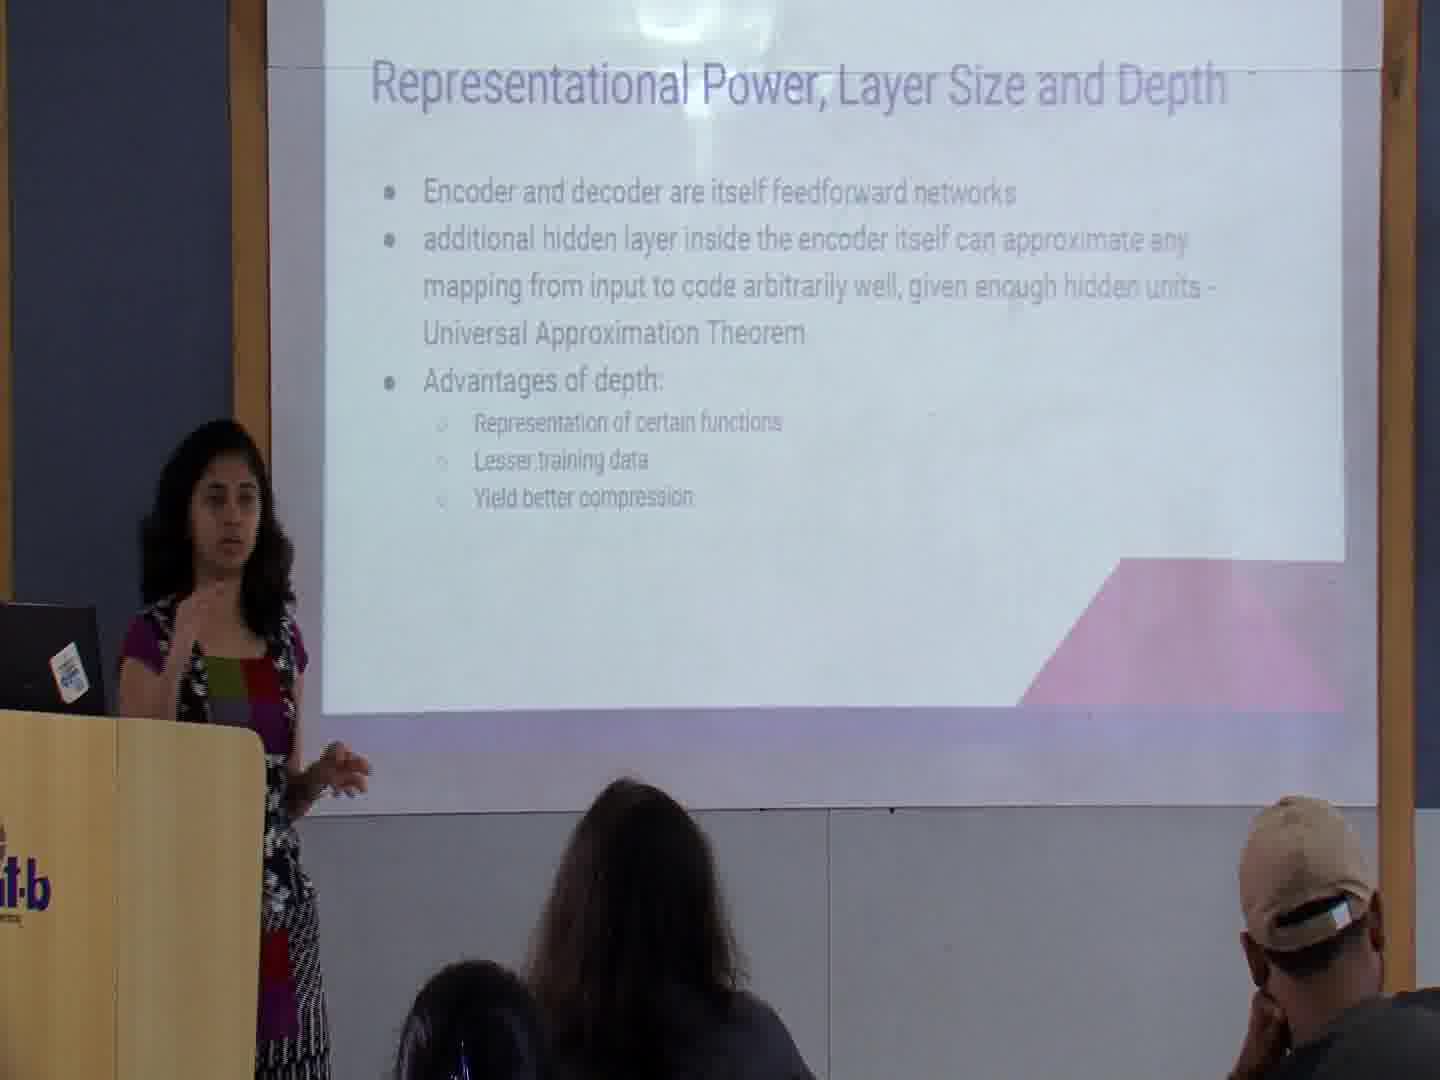 Representational Power, Layer Size and Depth
● Encoder and decoder are itself feedforward networks
● additional hidden layer inside the encoder itself can approximate any
mapping from input to code arbitrarily well, given enough hidden units -
Universal Approximation Theorem
● Advantages of depth:
○ Representation of certain functions
○ Lesser training data
○ Yield better compression